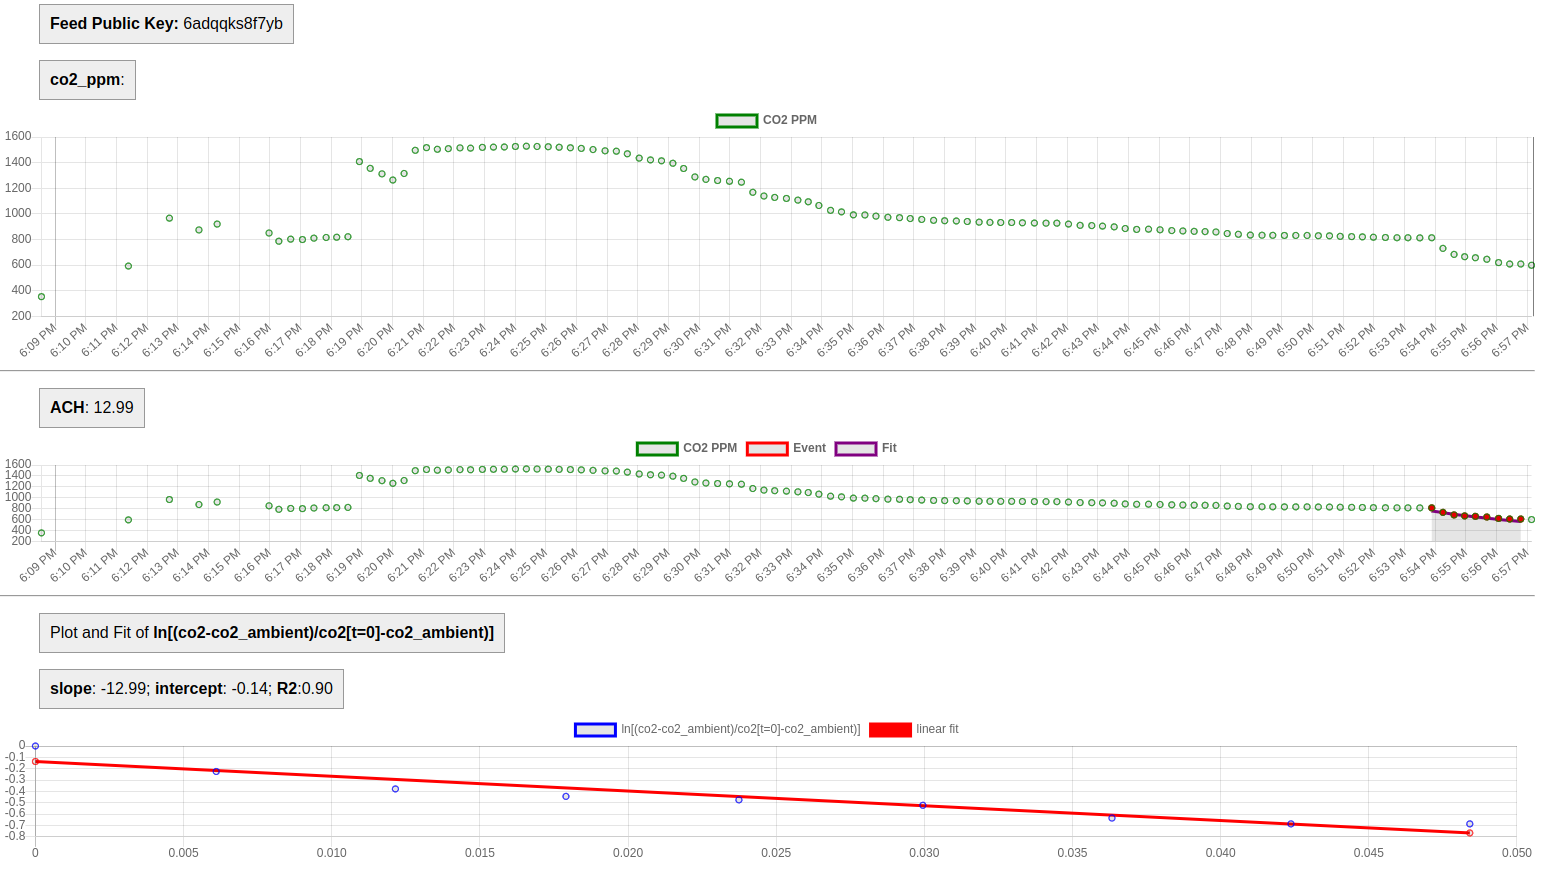 Feed Public Key: 6adqqks8f7yb
co2_ppm:
CO2 PPM
1600
1400
1200
1000
800
600
400
200
6:09 PM 6:10 PM 6:11 PM 6:12 PM 6:13 PM 6:14 PM 6:15 PM 6:16 PM 6:17 PM 6:18 PM 6:19 PM 6:20 PM 6:21 PM 6:22 PM 6:23 PM 6:24 PM 6:25 PM 6:26 PM 6:27 PM 6:28 PM 6:29 PM 6:30 PM 6:31 PM 6:32 PM 6:33 PM 6:34 PM 6:35 PM 6:36 PM 6:37 PM 6:38 PM 6:39 PM 6:40 PM 6:41 PM 6:42 PM 6:43 PM 6:44 PM 6:45 PM 6:46 PM 6:47 PM 6:48 PM 6:49 PM 6:50 PM 6:51 PM 6:52 PM 6:53 PM 6:54 PM 6:55 PM 6:56 PM 6:57 PM
ACH: 12.99
CO2 PPM Event Fit
1600
1400
1200
1000
800
600
400
200
6:09 PM 6:10 PM 6:11 PM 6:12 PM 6:13 PM 6:14 PM 6:15 PM 6:16 PM 6:17 PM 6:18 PM 6:19 PM 6:20 PM 6:21 PM 6:22 PM 6:23 PM 6:24 PM 6:25 PM 6:26 PM 6:27 PM 6:28 PM 6:29 PM 6:30 PM 6:31 PM 6:32 PM 6:33 PM 6:34 PM 6:35 PM 6:36 PM 6:37 PM 6:38 PM 6:39 PM 6:40 PM 6:41 PM 6:42 PM 6:43 PM 6:44 PM 6:45 PM 6:46 PM 6:47 PM 6:48 PM 6:49 PM 6:50 PM 6:51 PM 6:52 PM 6:53 PM 6:54 PM 6:55 PM 6:56 PM 6:57 PM
Plot and Fit of ln[(co2-co2_ambient)/co2[t=0]-co2_ambient)]
slope: -12.99; intercept: -0.14; R2:0.90
ln[(co2-co2_ambient)/co2[t=0]-co2_ambient)] linear fit
0
-0.1
-0.2
-0.3
-0.4
-0.5
-0.6
-0.7
-0.8
0 0.005 0.010 0.015 0.020 0.025 0.030 0.035 0.040 0.045 0.050